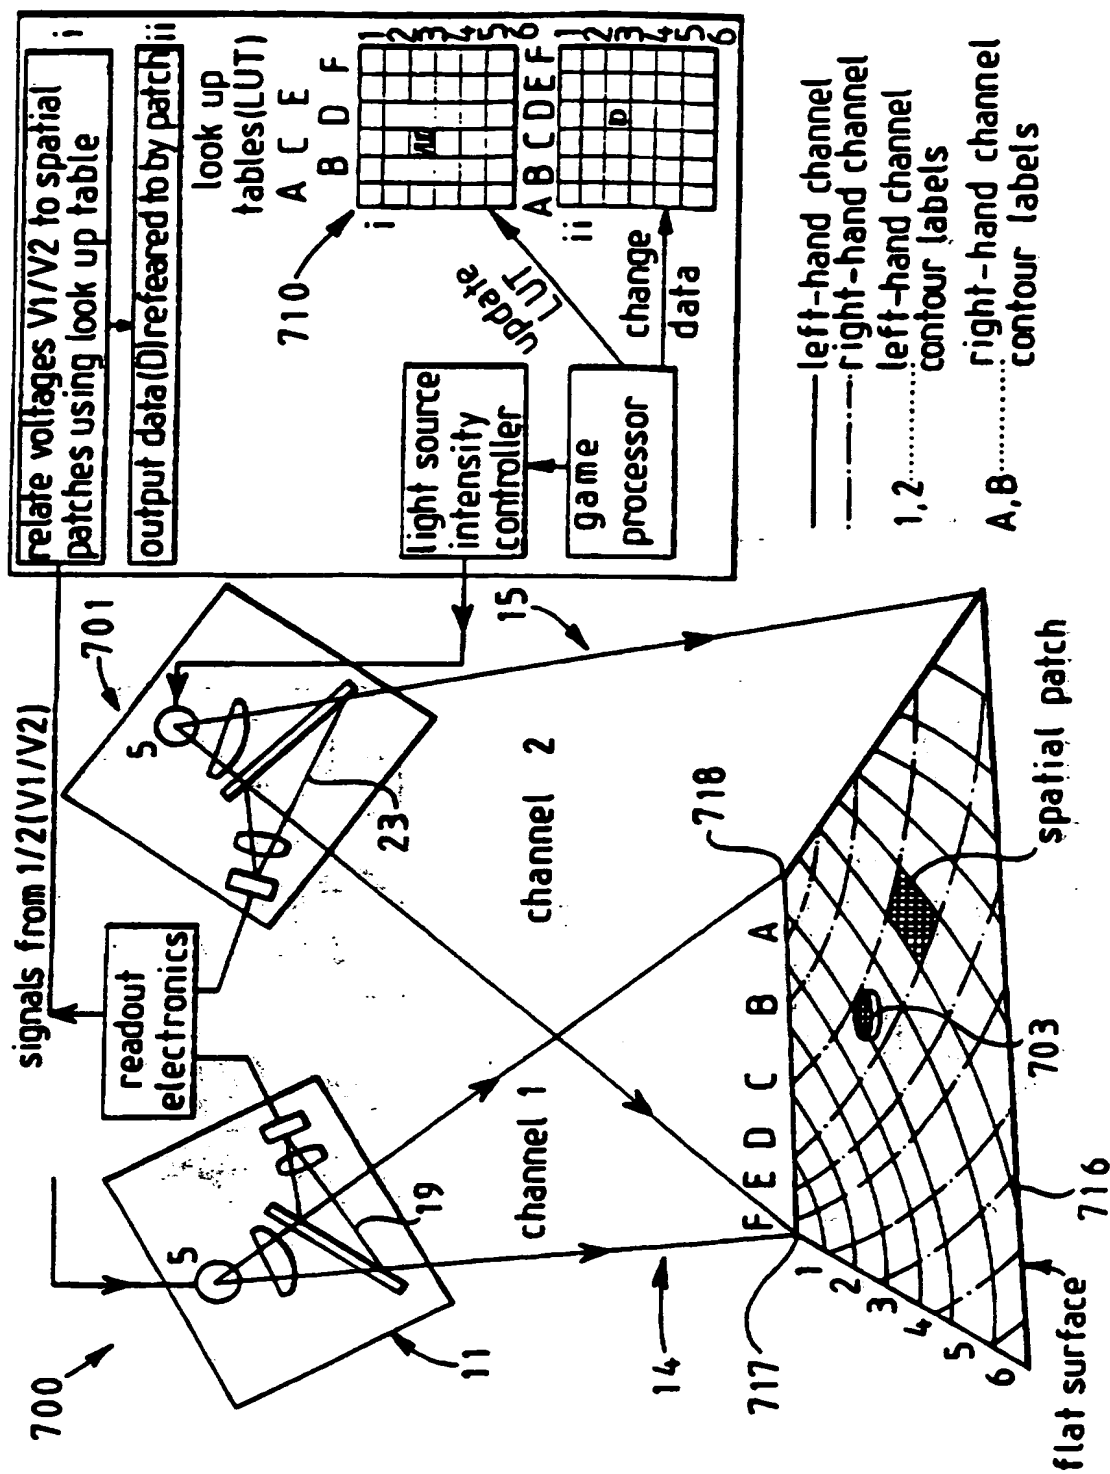 700
signals from 1/2(V1/V2)
701
readout
electronics
5
5
11
19
23
channel 1
channel 2
14
15
relate voltages V1/V2 to spatial
patches using look up table
i
output data(D)refeared to by patch
ii
look up
tables(LUT)
A C E
B D F
710
i
1
2
3
4
5
6
A B C D E F
ii
1
2
3
4
5
6
D
update
LUT
change
data
light source
intensity
controller
game
processor
left-hand channel
right-hand channel
1,2 left-hand channel
contour labels
A,B right-hand channel
contour labels
717
718
F E D C B A
1
2
3
4
5
6
703
716
spatial patch
flat surface